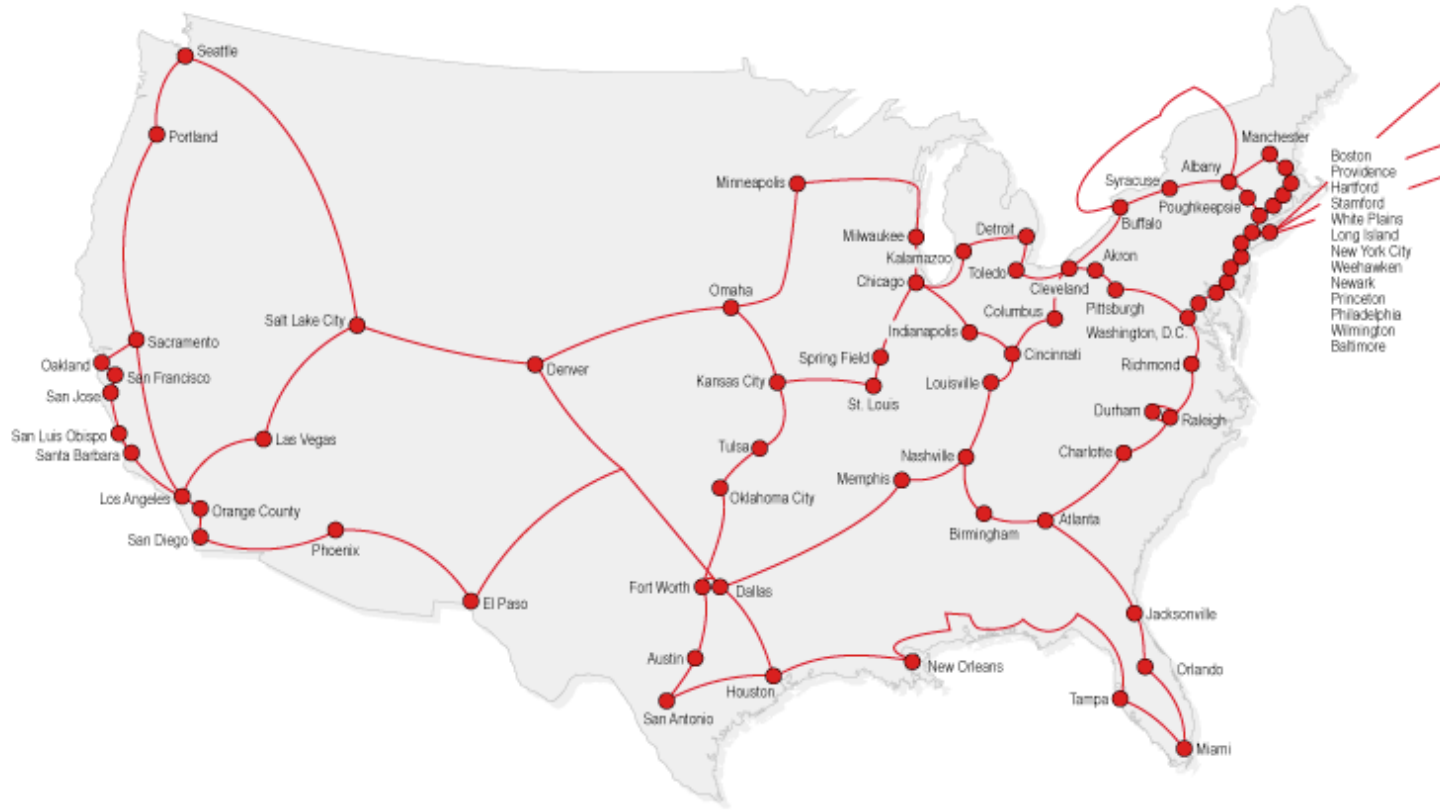 Seattle
Portland
Manchester
Boston
Albany
Providence
Minneapolis
Syracuse
Hartford
Poughkeepsie
Stamford
Buffalo
White Plains
Milwaukee
Detroit
Long Island
Kalamazoo
Akron
New York City
Toledo
Weehawken
Chicago
Cleveland
Newark
Omaha
Columbus
Pittsburgh
Princeton
Salt Lake City
Indianapolis
Washington, D.C.
Philadelphia
Wilmington
Sacramento
Baltimore
Oakland
Spring Field
Cincinnati
Richmond
Denver
San Francisco
Kansas City
Louisville
San Jose
St. Louis
Durham
Raleigh
San Luis Obispo
Las Vegas
Tulsa
Santa Barbara
Nashville
Charlotte
Memphis
Los Angeles
Oklahoma City
Orange County
Atlanta
San Diego
Phoenix
Birmingham
Fort Worth
Dallas
El Paso
Jacksonville
Austin
New Orleans
Orlando
Houston
Tampa
San Antonio
Miami